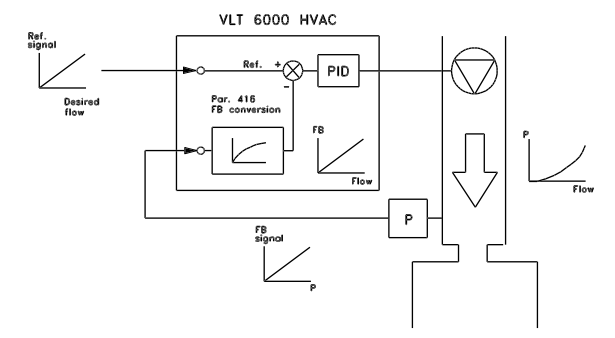 VLT 6000 HVAC
Ref.
signal
Desired
flow
Ref.
+
-
PID
Par. 416
FB conversion
FB
Flow
P
Flow
P
FB
signal
P